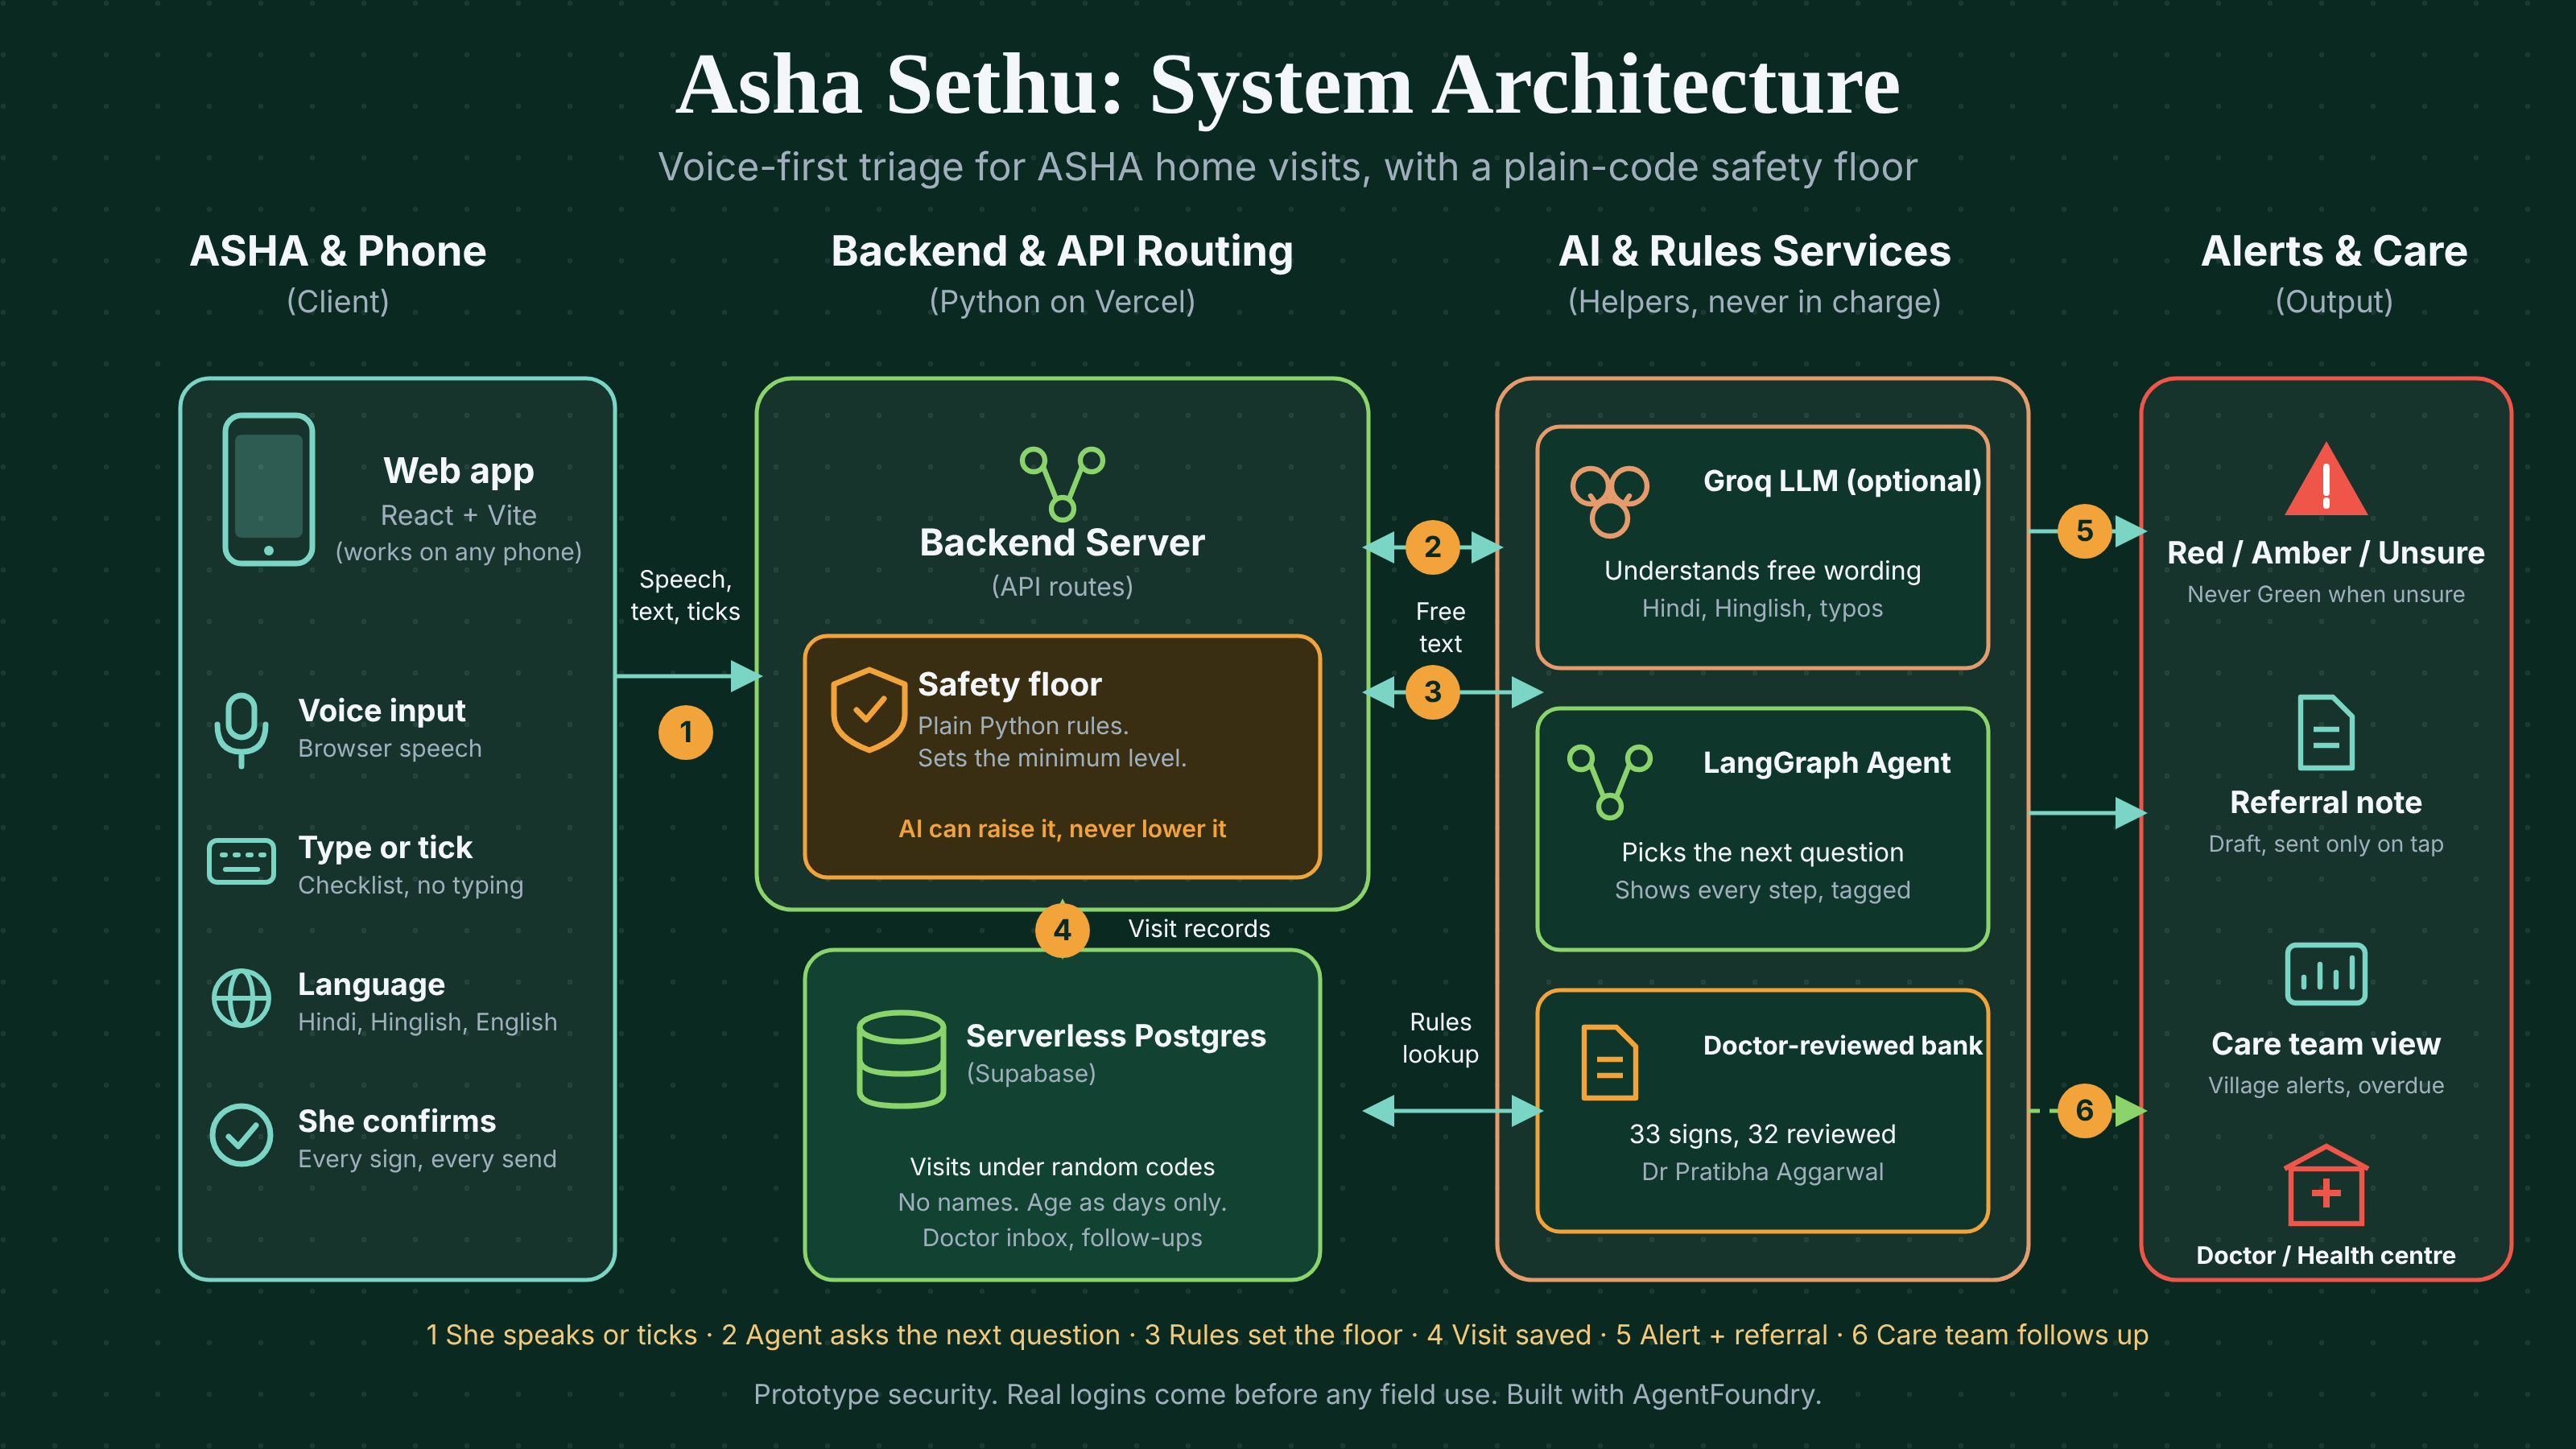 Asha Sethu: System Architecture
Voice-first triage for ASHA home visits, with a plain-code safety floor
ASHA & Phone
(Client)
Backend & API Routing
(Python on Vercel)
AI & Rules Services
(Helpers, never in charge)
Alerts & Care
(Output)
Web app
React + Vite
(works on any phone)
Voice input
Browser speech
Type or tick
Checklist, no typing
Language
Hindi, Hinglish, English
She confirms
Every sign, every send
Speech,
text, ticks
1
Backend Server
(API routes)
Safety floor
Plain Python rules.
Sets the minimum level.
AI can raise it, never lower it
4
Visit records
Serverless Postgres
(Supabase)
Visits under random codes
No names. Age as days only.
Doctor inbox, follow-ups
2
Free
text
3
Rules
lookup
Groq LLM (optional)
Understands free wording
Hindi, Hinglish, typos
LangGraph Agent
Picks the next question
Shows every step, tagged
Doctor-reviewed bank
33 signs, 32 reviewed
Dr Pratibha Aggarwal
5
6
Red / Amber / Unsure
Never Green when unsure
Referral note
Draft, sent only on tap
Care team view
Village alerts, overdue
Doctor / Health centre
1 She speaks or ticks · 2 Agent asks the next question · 3 Rules set the floor · 4 Visit saved · 5 Alert + referral · 6 Care team follows up
Prototype security. Real logins come before any field use. Built with AgentFoundry.